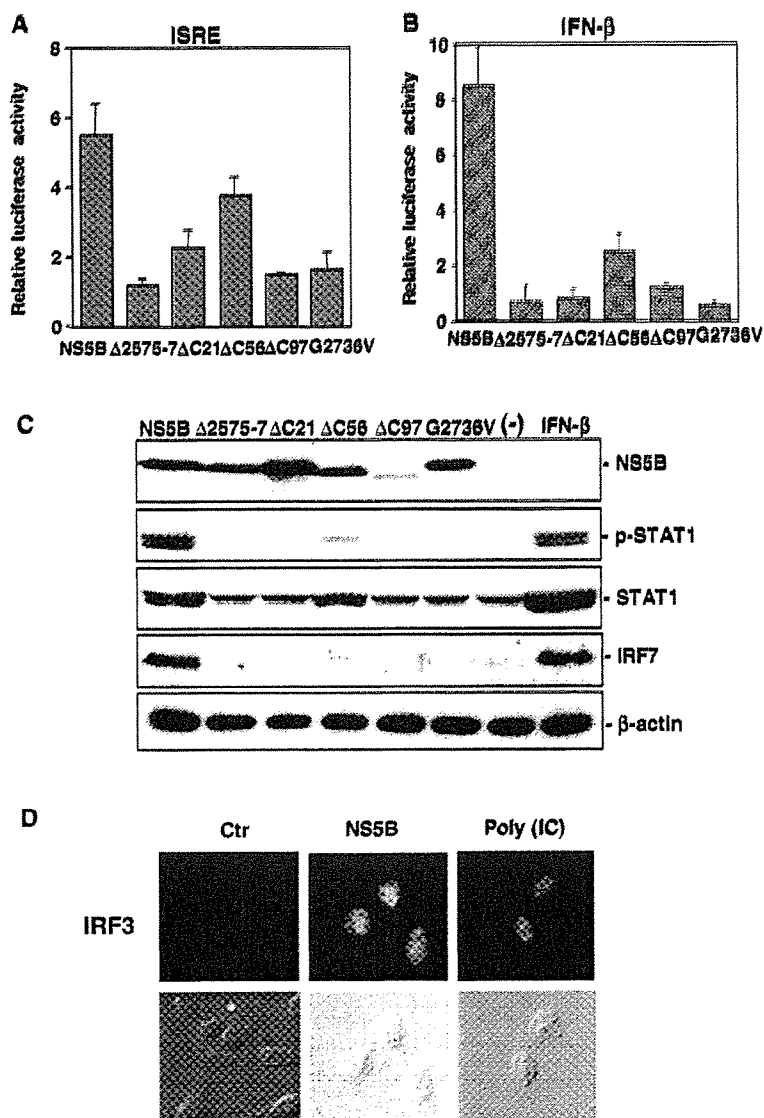 A
ISRE
Relative luciferase activity
8
6
4
2
0
NS5B Δ2575-7 ΔC21 ΔC56 ΔC97 G2736V
B
IFN-β
Relative luciferase activity
10
8
6
4
2
0
NS5B Δ2575-7 ΔC21 ΔC56 ΔC97 G2736V
C
NS5B Δ2575-7 ΔC21 ΔC56 ΔC97 G2736V (-) IFN-β
- NS5B
- p-STAT1
- STAT1
- IRF7
- β-actin
D
Ctr NS5B Poly (IC)
IRF3